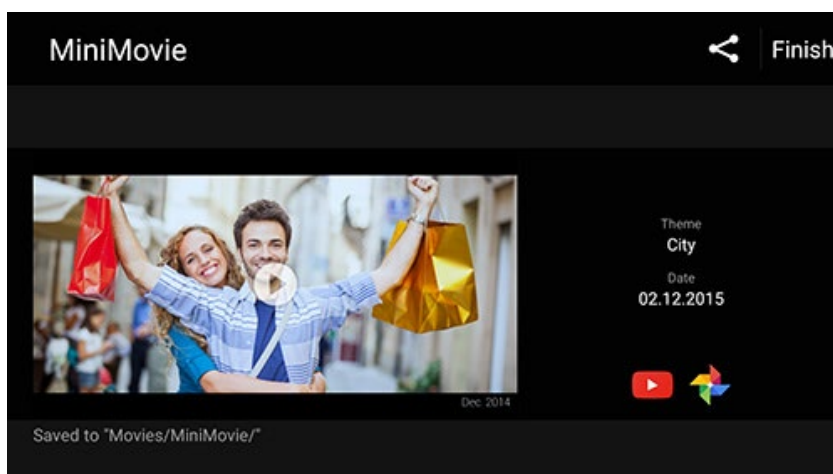 MiniMovie
Finish
Theme
City
Date
02.12.2015
Dec. 2014
Saved to "Movies/MiniMovie/"